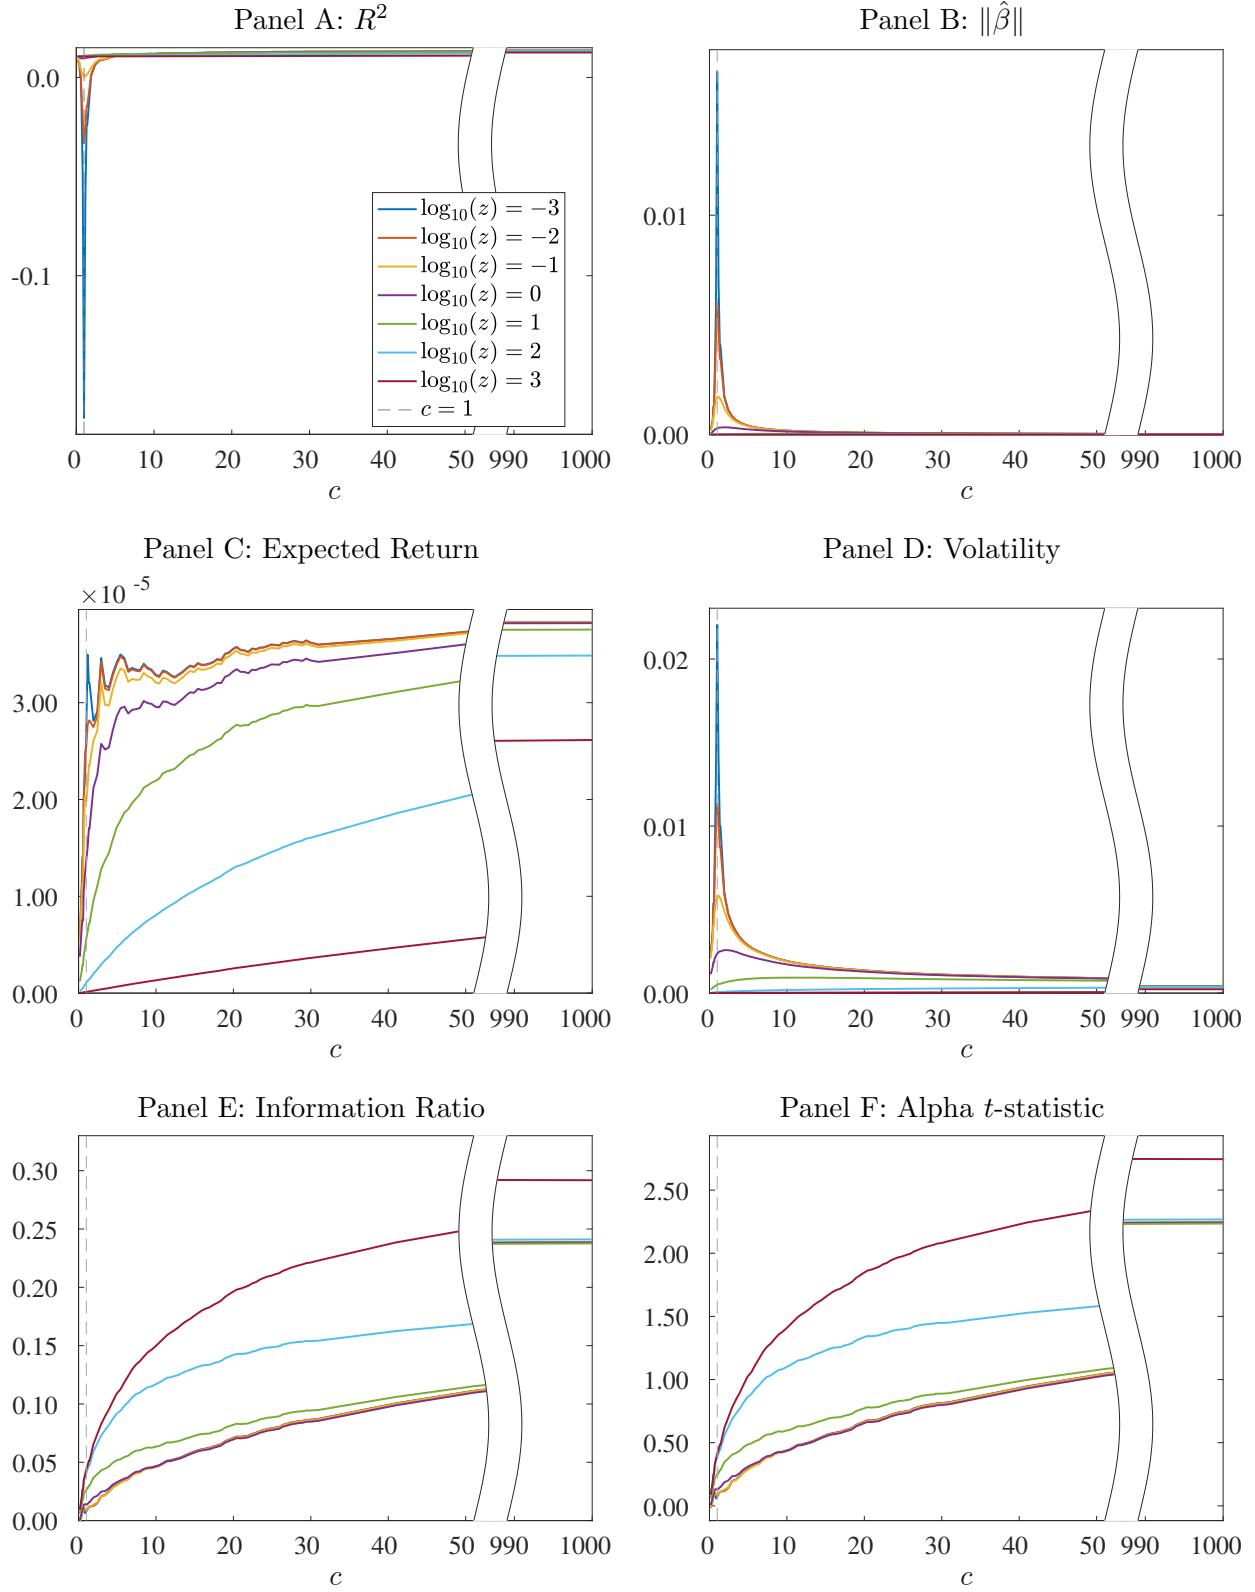 Panel A: R²
0.0
-0.1
log₁₀(z) = −3
log₁₀(z) = −2
log₁₀(z) = −1
log₁₀(z) = 0
log₁₀(z) = 1
log₁₀(z) = 2
log₁₀(z) = 3
c = 1
0 10 20 30 40 50 990 1000
c
Panel B: ‖β̂‖
0.01
0.00
0 10 20 30 40 50 990 1000
c
Panel C: Expected Return
×10 -5
3.00
2.00
1.00
0.00
0 10 20 30 40 50 990 1000
c
Panel D: Volatility
0.02
0.01
0.00
0 10 20 30 40 50 990 1000
c
Panel E: Information Ratio
0.30
0.25
0.20
0.15
0.10
0.05
0.00
0 10 20 30 40 50 990 1000
c
Panel F: Alpha t-statistic
2.50
2.00
1.50
1.00
0.50
0.00
0 10 20 30 40 50 990 1000
c